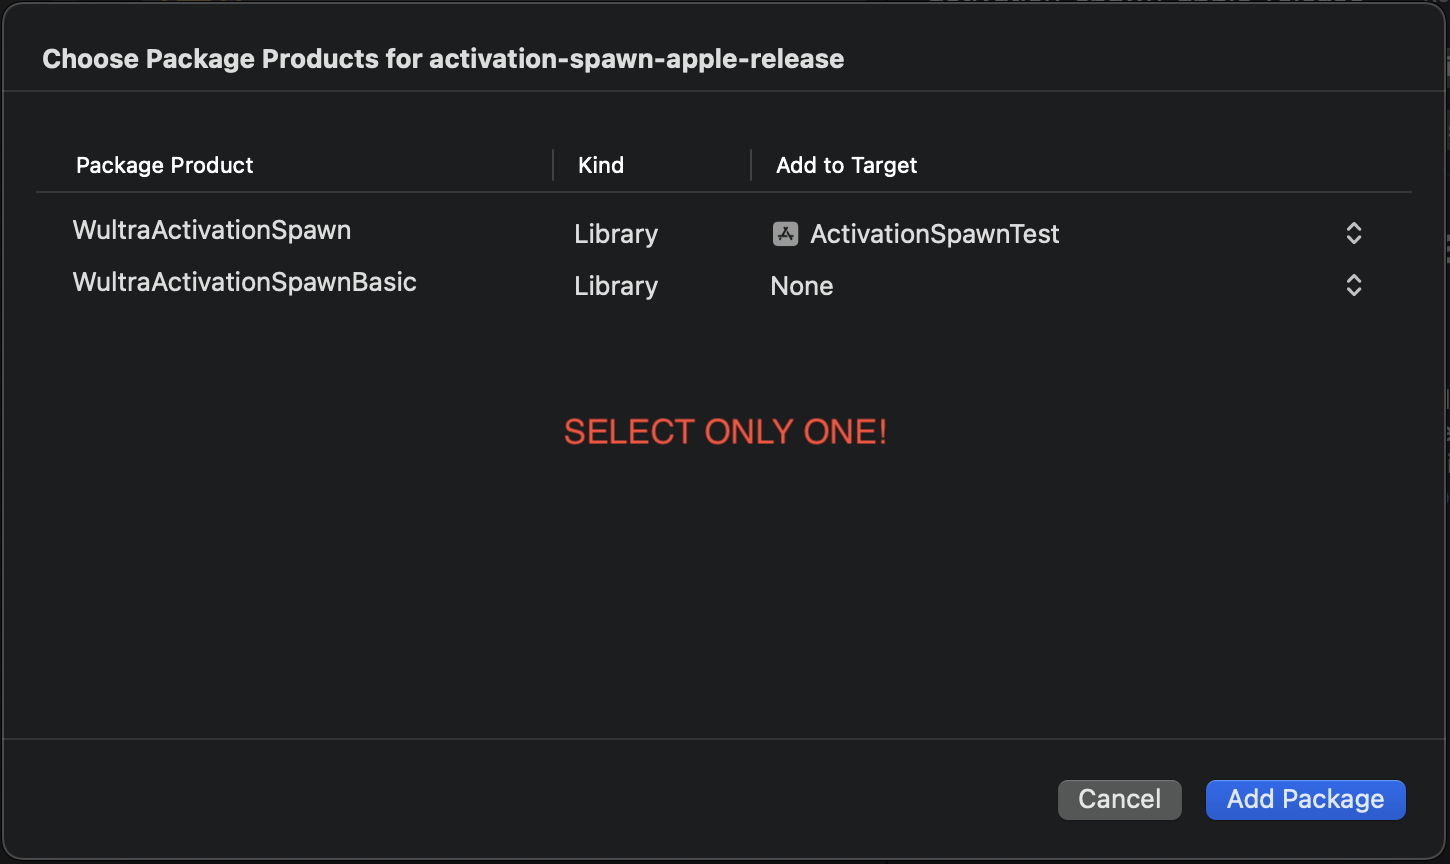 Choose Package Products for activation-spawn-apple-release
Package Product Kind Add to Target
WultraActivationSpawn Library ActivationSpawnTest
WultraActivationSpawnBasic Library None
SELECT ONLY ONE!
Cancel Add Package